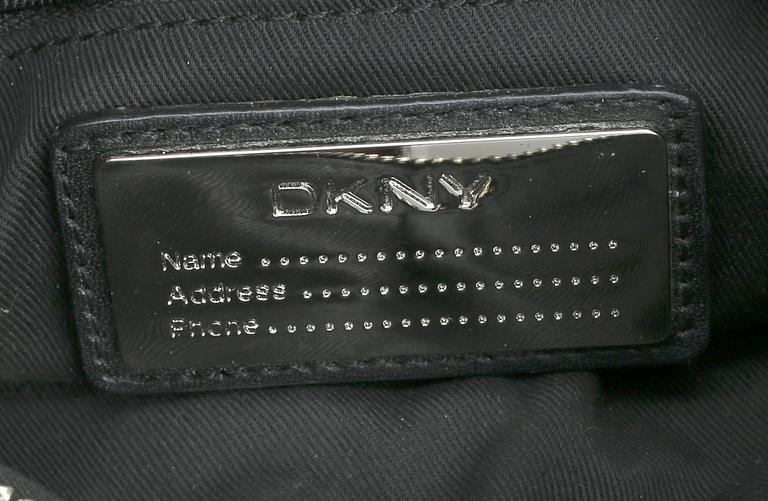 DKNY
Name ...................
Address .................
Phone ...................